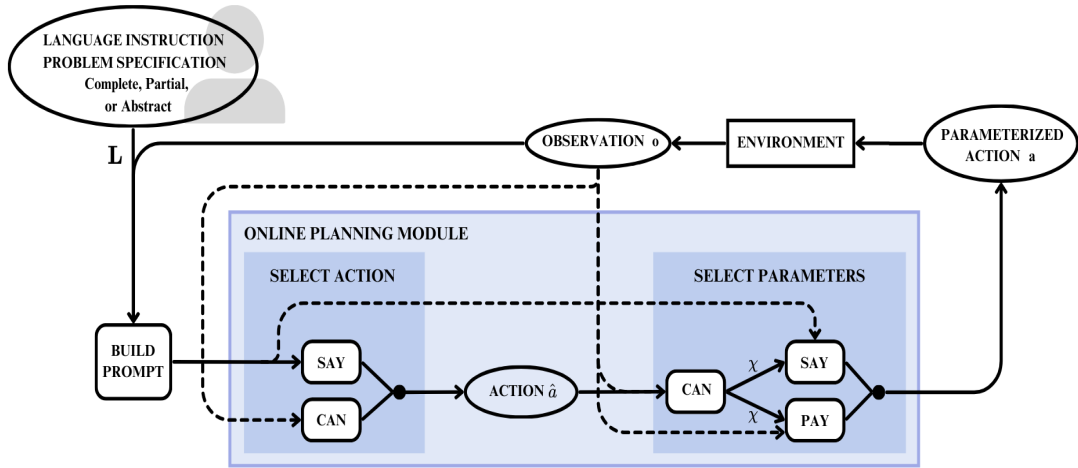 LANGUAGE INSTRUCTION
PROBLEM SPECIFICATION
Complete, Partial,
or Abstract
L
OBSERVATION o
ENVIRONMENT
PARAMETERIZED
ACTION a
ONLINE PLANNING MODULE
SELECT ACTION
SELECT PARAMETERS
BUILD
PROMPT
SAY
CAN
ACTION â
CAN
χ
χ
SAY
PAY